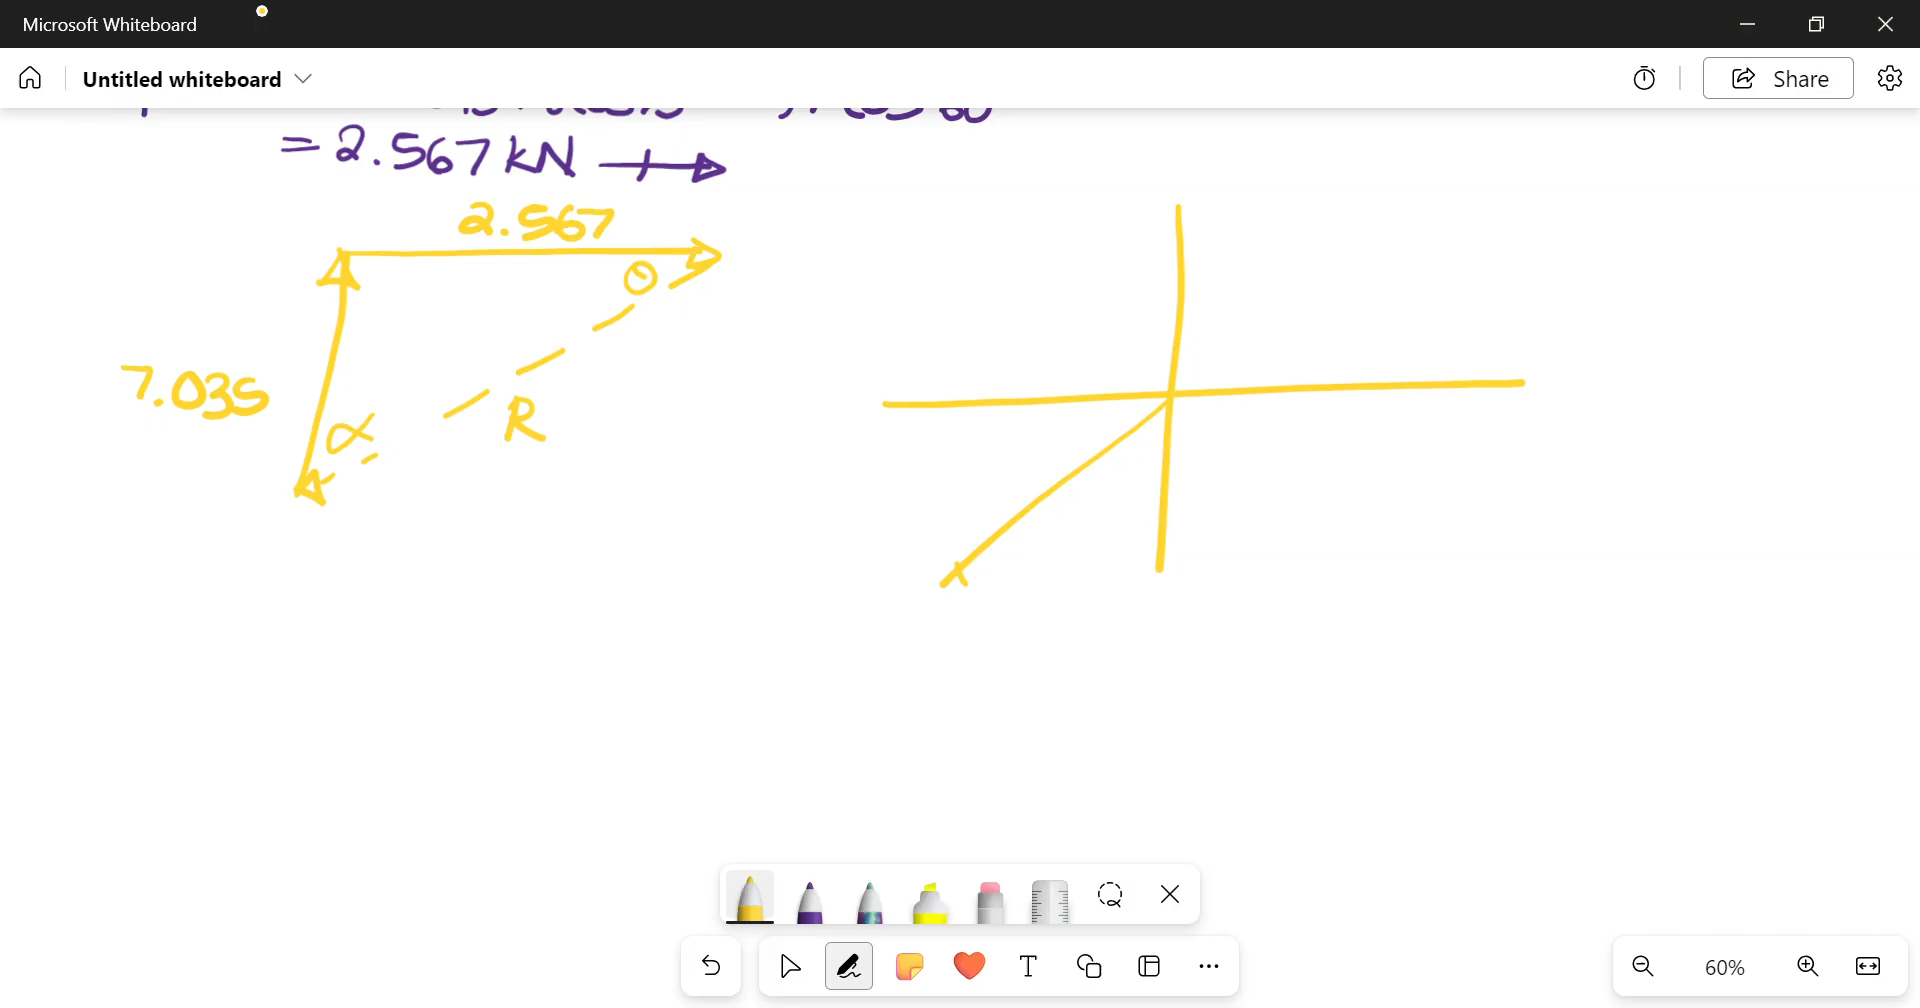 Microsoft Whiteboard
Untitled whiteboard
Share
= 2.567 kN
2.567
θ
7.035
α
R
60%